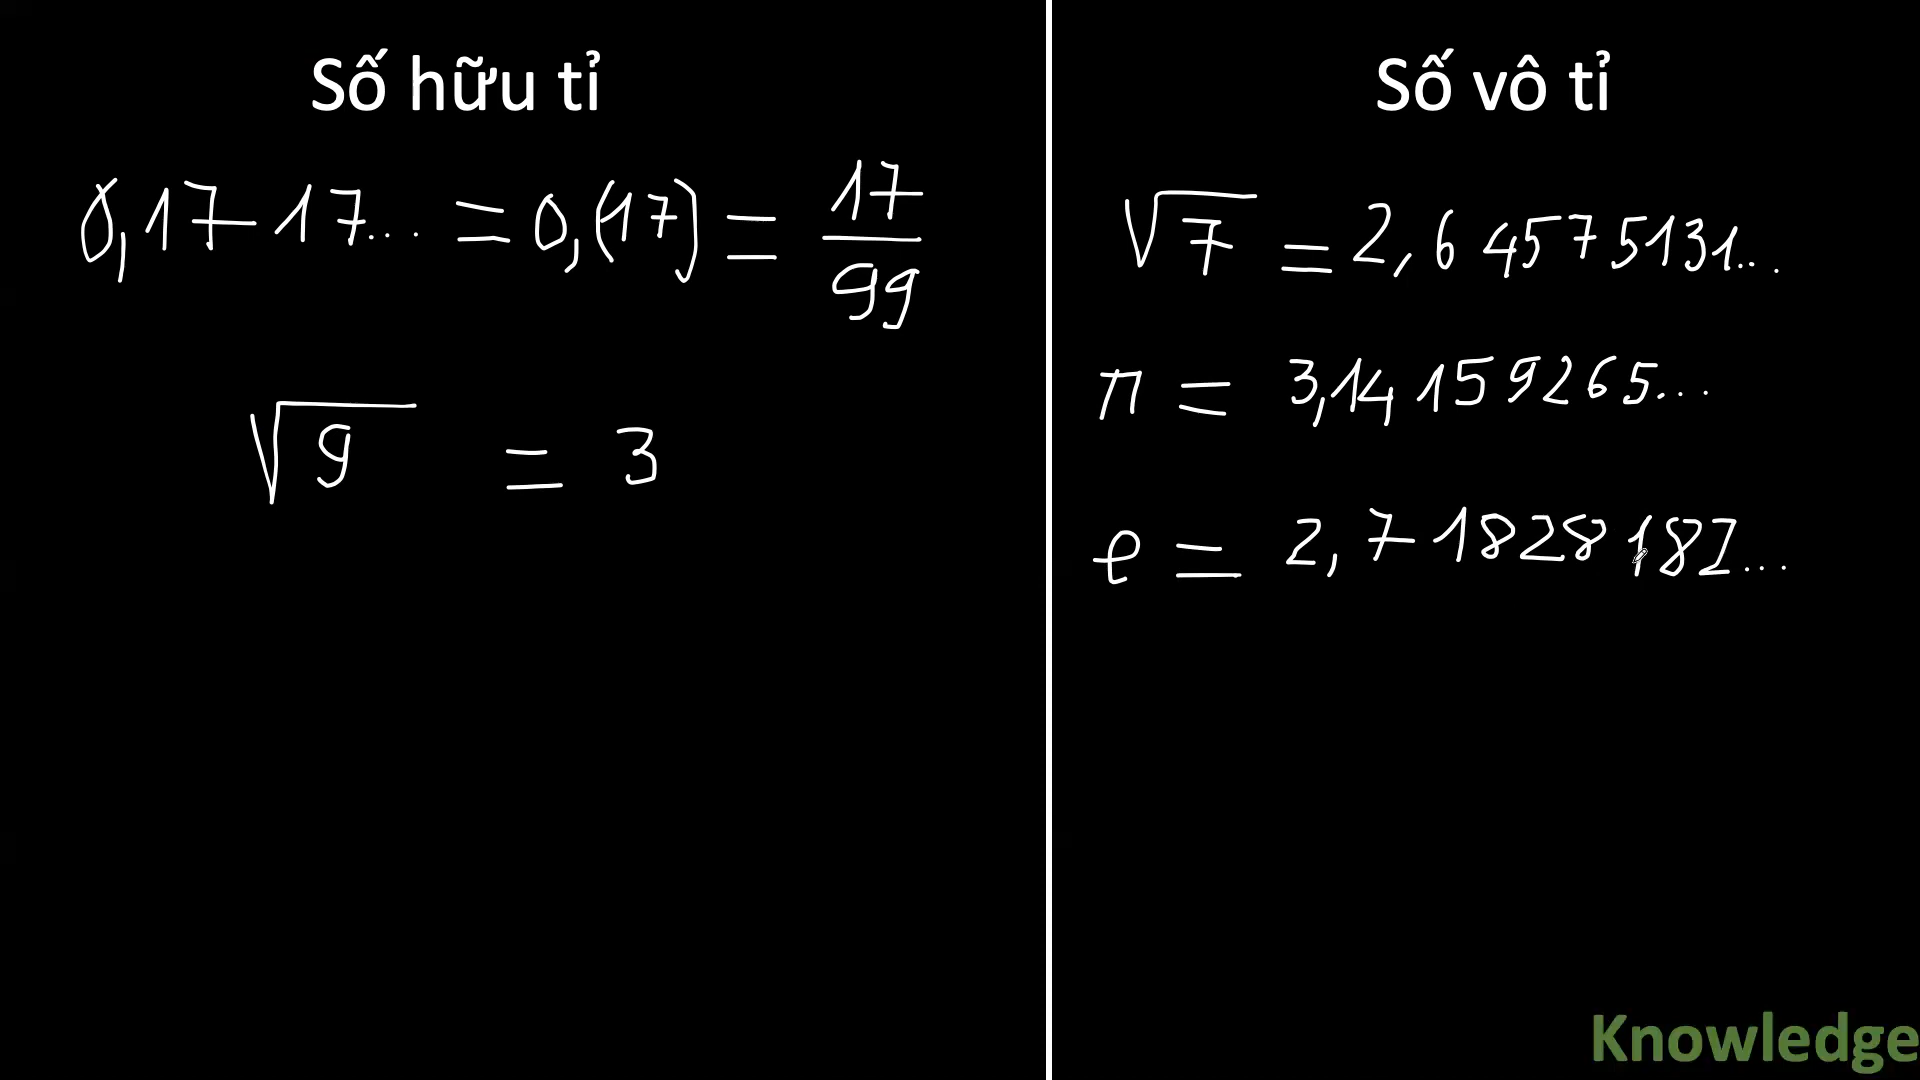 Số hữu tỉ
0,1717... = 0,(17) = 17/99
√9 = 3
Số vô tỉ
√7 = 2,64575131...
π = 3,14159265...
e = 2,71828182...
Knowledge